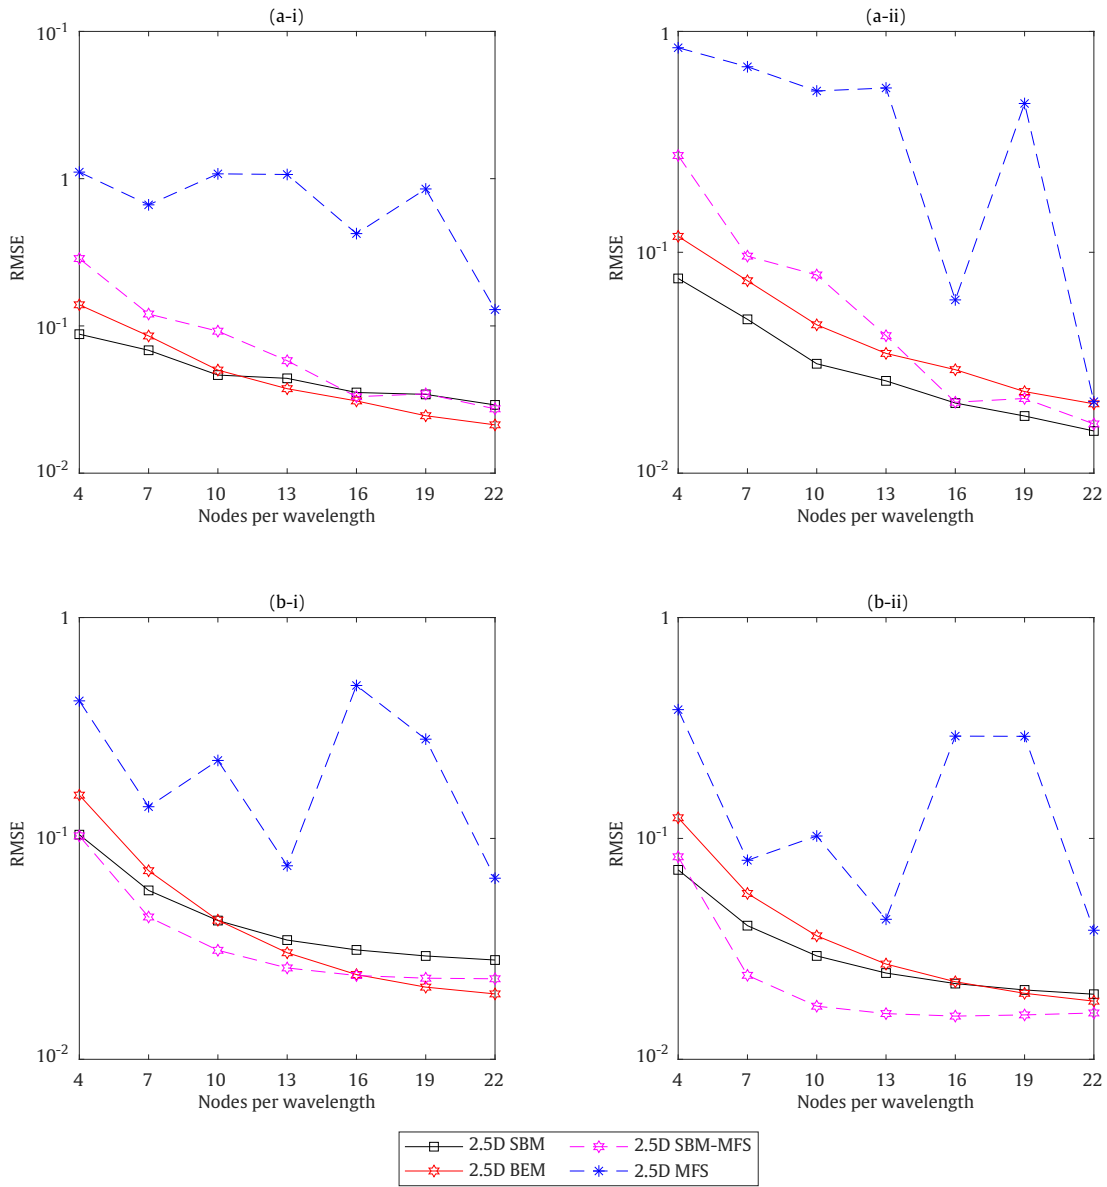 (a-i)
10-1
1
10-1
10-2
RMSE
4 7 10 13 16 19 22
Nodes per wavelength
(a-ii)
1
10-1
10-2
RMSE
4 7 10 13 16 19 22
Nodes per wavelength
(b-i)
1
10-1
10-2
RMSE
4 7 10 13 16 19 22
Nodes per wavelength
(b-ii)
1
10-1
10-2
RMSE
4 7 10 13 16 19 22
Nodes per wavelength
2.5D SBM
2.5D BEM
2.5D SBM-MFS
2.5D MFS